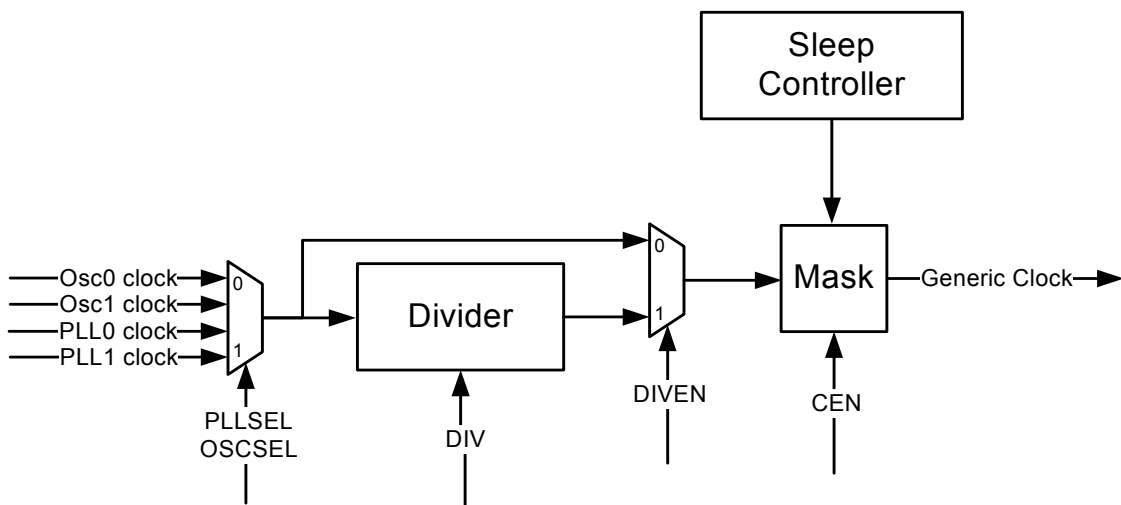 Sleep
Controller
Osc0 clock
Osc1 clock
PLL0 clock
PLL1 clock
0
1
PLLSEL
OSCSEL
Divider
DIV
0
1
DIVEN
Mask
CEN
Generic Clock